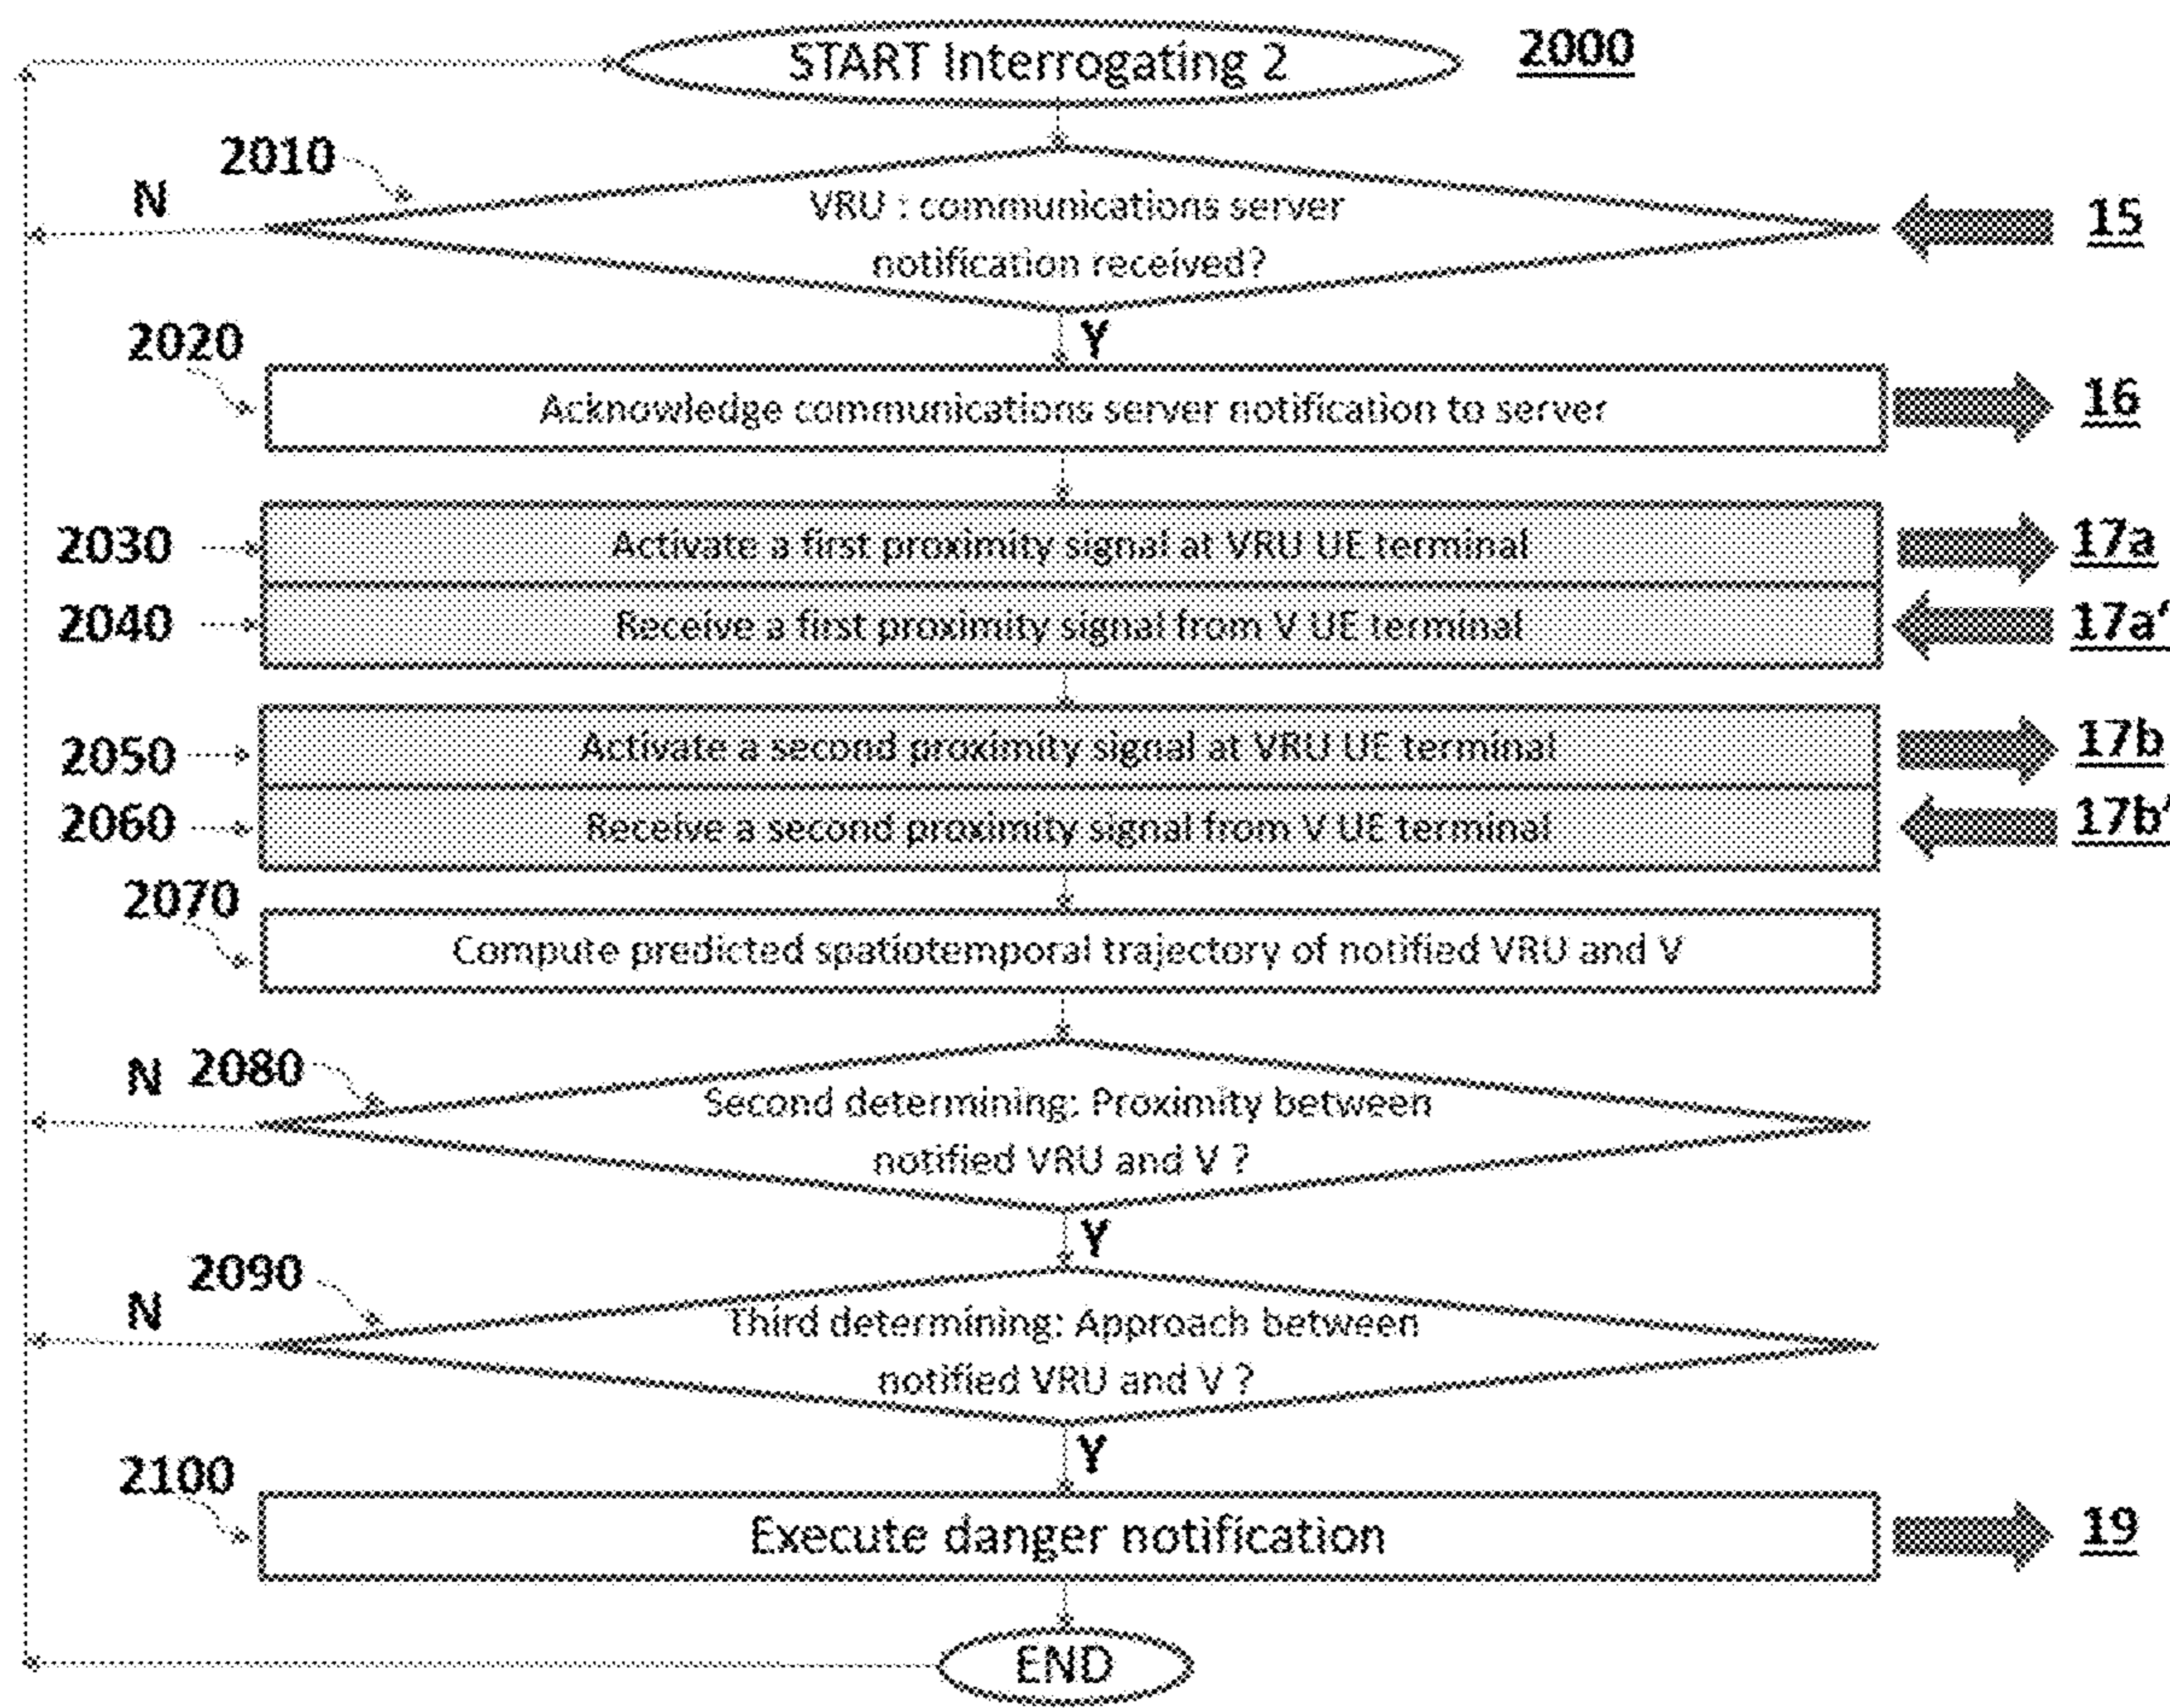 START Interrogating 2
2000
2010
N
VRU : communications server
notification received?
15
Y
2020
Acknowledge communications server notification to server
16
2030
Activate a first proximity signal at VRU UE terminal
17a
2040
Receive a first proximity signal from V UE terminal
17a'
2050
Activate a second proximity signal at VRU UE terminal
17b
2060
Receive a second proximity signal from V UE terminal
17b'
2070
Compute predicted spatiotemporal trajectory of notified VRU and V
N
2080
Second determining: Proximity between
notified VRU and V ?
Y
2090
N
Third determining: Approach between
notified VRU and V ?
Y
2100
Execute danger notification
19
END